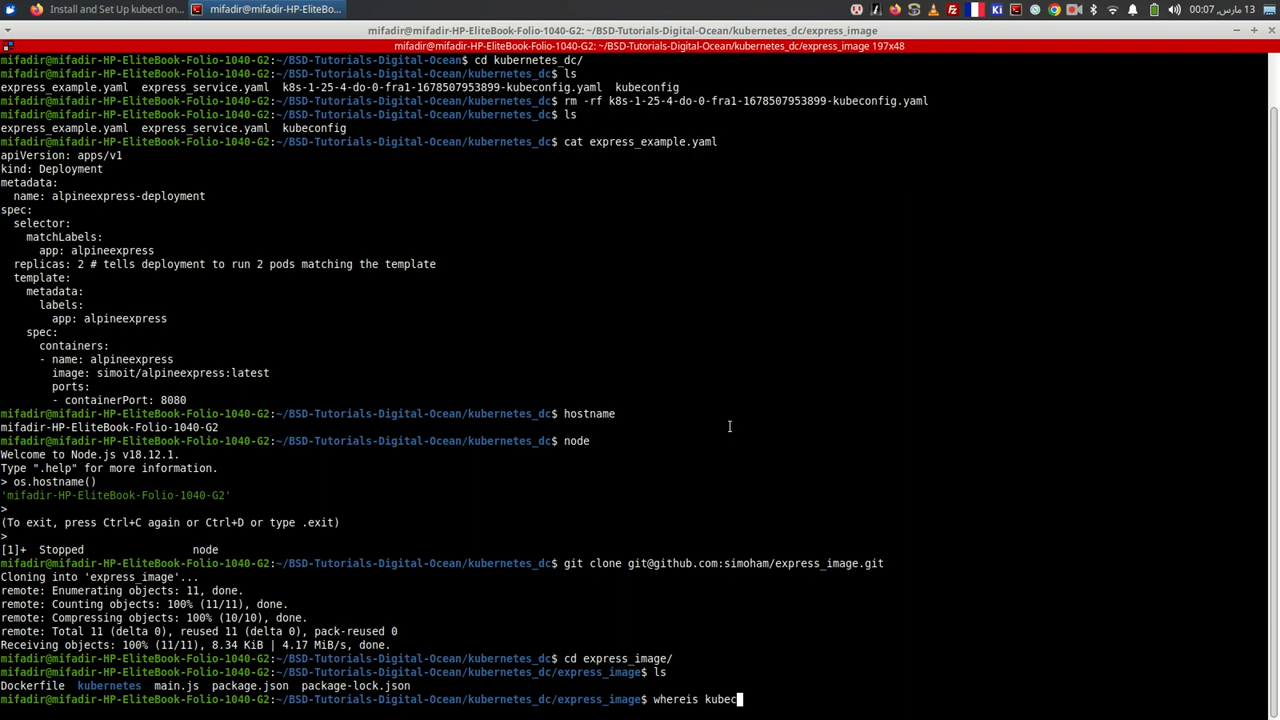 Install and Set Up kubectl on...
mifadir@mifadir-HP-EliteBo...
13 مارس, 00:07
mifadir@mifadir-HP-EliteBook-Folio-1040-G2: ~/BSD-Tutorials-Digital-Ocean/kubernetes_dc/express_image
mifadir@mifadir-HP-EliteBook-Folio-1040-G2: ~/BSD-Tutorials-Digital-Ocean/kubernetes_dc/express_image 197x48
mifadir@mifadir-HP-EliteBook-Folio-1040-G2:~/BSD-Tutorials-Digital-Ocean$ cd kubernetes_dc/
mifadir@mifadir-HP-EliteBook-Folio-1040-G2:~/BSD-Tutorials-Digital-Ocean/kubernetes_dc$ ls
express_example.yaml  express_service.yaml  k8s-1-25-4-do-0-fra1-1678507953899-kubeconfig.yaml  kubeconfig
mifadir@mifadir-HP-EliteBook-Folio-1040-G2:~/BSD-Tutorials-Digital-Ocean/kubernetes_dc$ rm -rf k8s-1-25-4-do-0-fra1-1678507953899-kubeconfig.yaml
mifadir@mifadir-HP-EliteBook-Folio-1040-G2:~/BSD-Tutorials-Digital-Ocean/kubernetes_dc$ ls
express_example.yaml  express_service.yaml  kubeconfig
mifadir@mifadir-HP-EliteBook-Folio-1040-G2:~/BSD-Tutorials-Digital-Ocean/kubernetes_dc$ cat express_example.yaml
apiVersion: apps/v1
kind: Deployment
metadata:
  name: alpineexpress-deployment
spec:
  selector:
    matchLabels:
      app: alpineexpress
  replicas: 2 # tells deployment to run 2 pods matching the template
  template:
    metadata:
      labels:
        app: alpineexpress
    spec:
      containers:
      - name: alpineexpress
        image: simoit/alpineexpress:latest
        ports:
        - containerPort: 8080
mifadir@mifadir-HP-EliteBook-Folio-1040-G2:~/BSD-Tutorials-Digital-Ocean/kubernetes_dc$ hostname
mifadir-HP-EliteBook-Folio-1040-G2
mifadir@mifadir-HP-EliteBook-Folio-1040-G2:~/BSD-Tutorials-Digital-Ocean/kubernetes_dc$ node
Welcome to Node.js v18.12.1.
Type ".help" for more information.
> os.hostname()
'mifadir-HP-EliteBook-Folio-1040-G2'
>
(To exit, press Ctrl+C again or Ctrl+D or type .exit)
>
[1]+  Stopped                 node
mifadir@mifadir-HP-EliteBook-Folio-1040-G2:~/BSD-Tutorials-Digital-Ocean/kubernetes_dc$ git clone git@github.com:simoham/express_image.git
Cloning into 'express_image'...
remote: Enumerating objects: 11, done.
remote: Counting objects: 100% (11/11), done.
remote: Compressing objects: 100% (10/10), done.
remote: Total 11 (delta 0), reused 11 (delta 0), pack-reused 0
Receiving objects: 100% (11/11), 8.34 KiB | 4.17 MiB/s, done.
mifadir@mifadir-HP-EliteBook-Folio-1040-G2:~/BSD-Tutorials-Digital-Ocean/kubernetes_dc$ cd express_image/
mifadir@mifadir-HP-EliteBook-Folio-1040-G2:~/BSD-Tutorials-Digital-Ocean/kubernetes_dc/express_image$ ls
Dockerfile  kubernetes  main.js  package.json  package-lock.json
mifadir@mifadir-HP-EliteBook-Folio-1040-G2:~/BSD-Tutorials-Digital-Ocean/kubernetes_dc/express_image$ whereis kubec